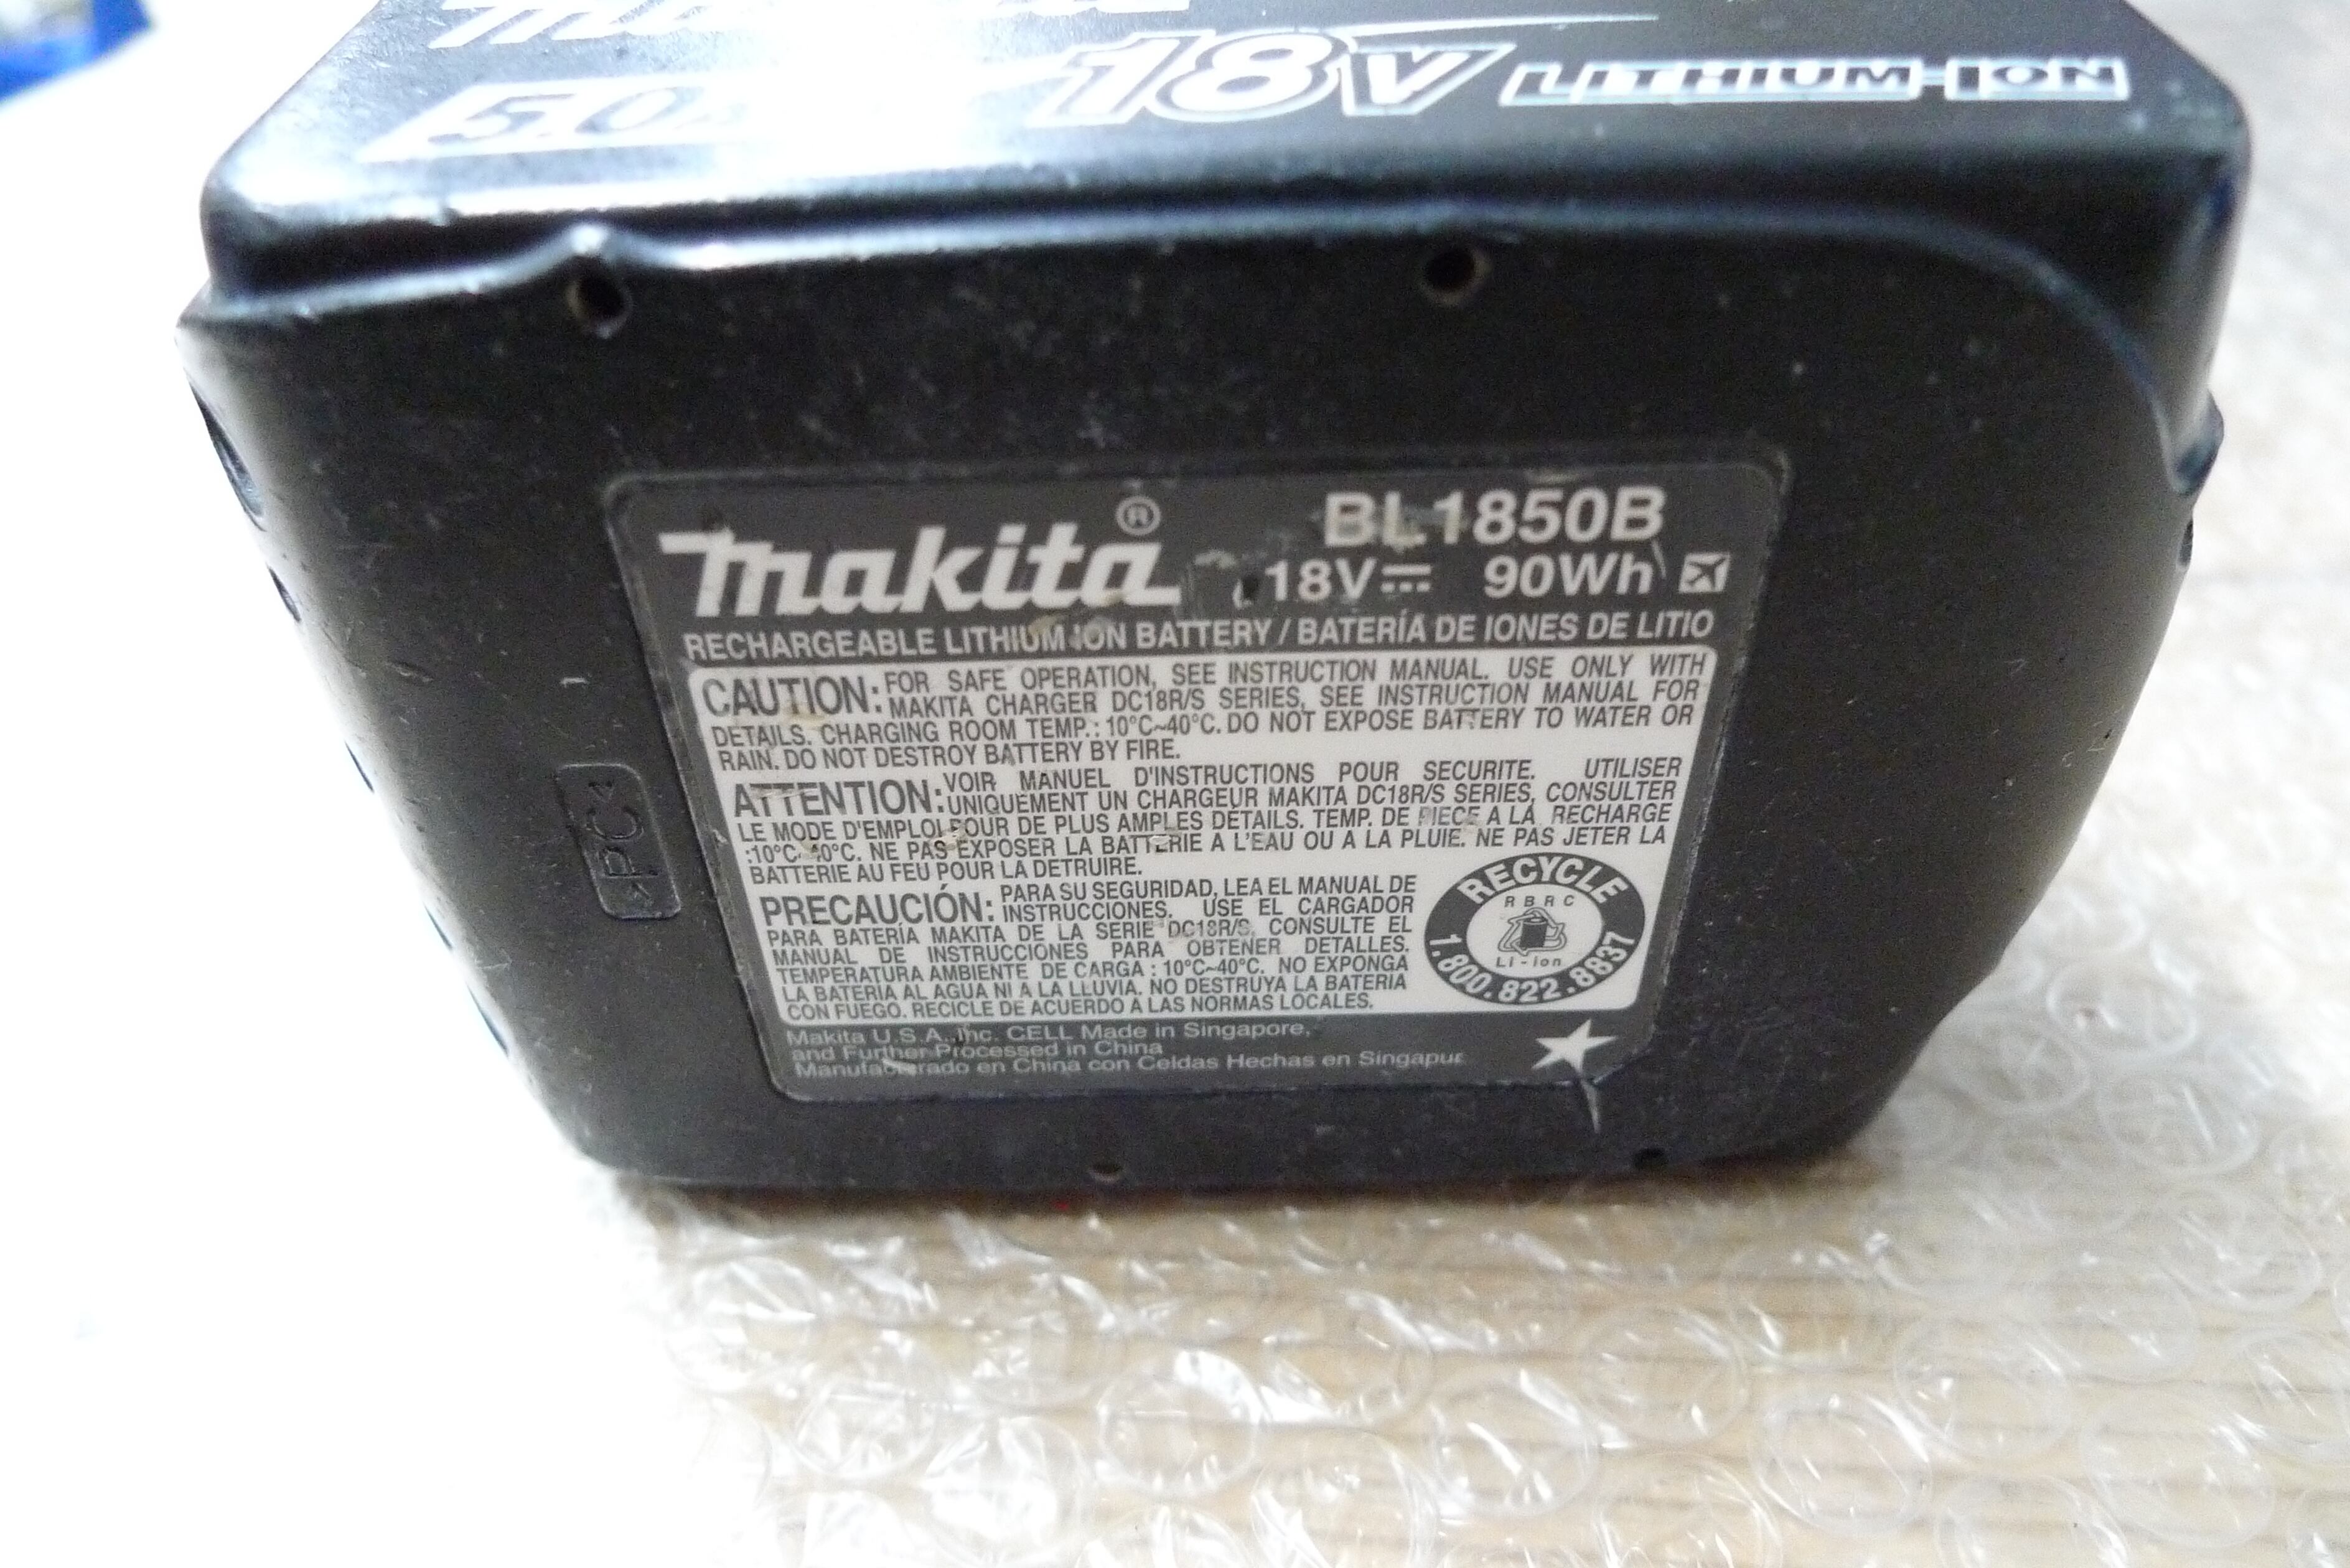 5.0
18V LITHIUM-ION
makita®
BL1850B
18V 90Wh
RECHARGEABLE LITHIUM-ION BATTERY / BATERÍA DE IONES DE LITIO
CAUTION: FOR SAFE OPERATION, SEE INSTRUCTION MANUAL. USE ONLY WITH
MAKITA CHARGER DC18R/S SERIES, SEE INSTRUCTION MANUAL FOR
DETAILS. CHARGING ROOM TEMP.: 10°C~40°C. DO NOT EXPOSE BATTERY TO WATER OR
RAIN. DO NOT DESTROY BATTERY BY FIRE.
ATTENTION: VOIR MANUEL D'INSTRUCTIONS POUR SECURITE. UTILISER
UNIQUEMENT UN CHARGEUR MAKITA DC18R/S SERIES, CONSULTER
LE MODE D'EMPLOI POUR DE PLUS AMPLES DÉTAILS. TEMP. DE PIECE A LA RECHARGE
:10°C~40°C. NE PAS EXPOSER LA BATTERIE A L'EAU OU A LA PLUIE. NE PAS JETER LA
BATTERIE AU FEU POUR LA DETRUIRE.
PRECAUCIÓN: PARA SU SEGURIDAD, LEA EL MANUAL DE
INSTRUCCIONES. USE EL CARGADOR
PARA BATERÍA MAKITA DE LA SERIE DC18R/S. CONSULTE EL
MANUAL DE INSTRUCCIONES PARA OBTENER DETALLES.
TEMPERATURA AMBIENTE DE CARGA : 10°C~40°C. NO EXPONGA
LA BATERIA AL AGUA NI A LA LLUVIA. NO DESTRUYA LA BATERIA
CON FUEGO. RECICLE DE ACUERDO A LAS NORMAS LOCALES.
RECYCLE
RBRC
Li-ion
1.800.822.8837
Makita U.S.A., Inc. CELL Made in Singapore,
and Further Processed in China
Manufacturado en China con Celdas Hechas en Singapur
>PC<